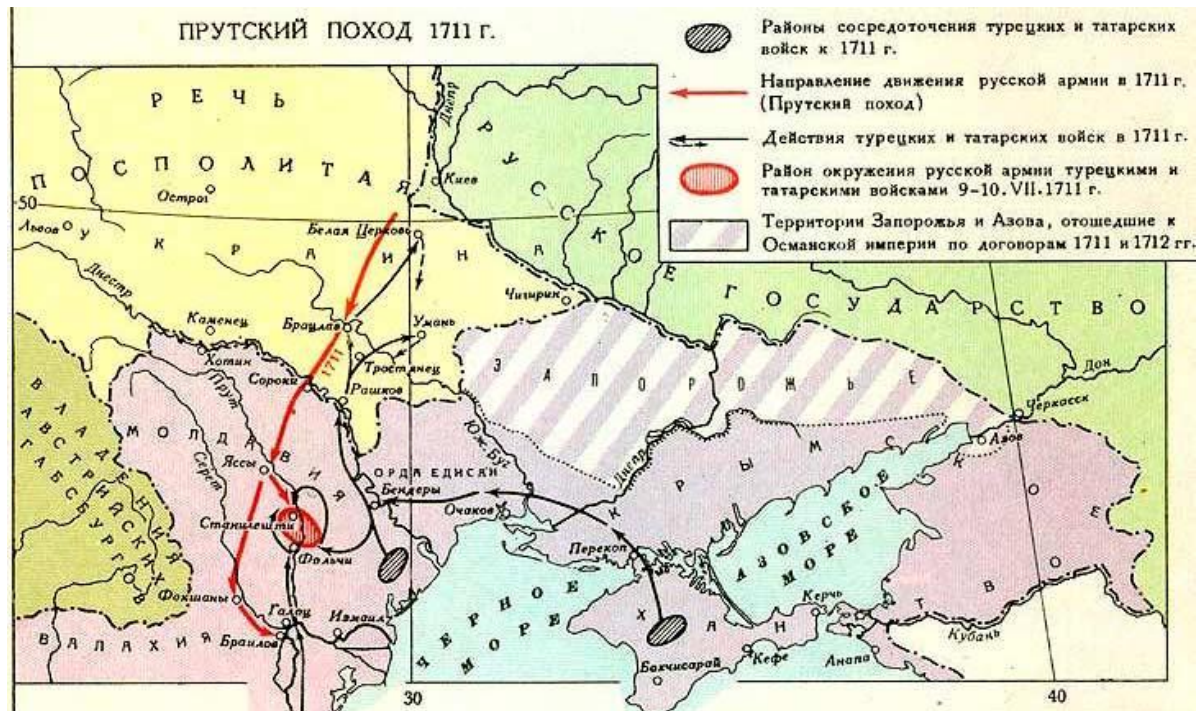 ПРУТСКИЙ ПОХОД 1711 г.
Районы сосредоточения турецких и татарских
войск к 1711 г.
Направление движения русской армии в 1711 г.
(Прутский поход)
Действия турецких и татарских войск в 1711 г.
Район окружения русской армии турецкими и
татарскими войсками 9-10.VII.1711 г.
Территории Запорожья и Азова, отошедшие к
Османской империи по договорам 1711 и 1712 гг.
РЕЧЬ
ПОСПОЛИТАЯ
РУССКОЕ ГОСУДАРСТВО
УКРАИНА
Днепр
Киев
Острог
50
Львов
Белая Церковь
Днестр
Чигирин
Каменец
Брацлав
Умань
Хотин
1711
Тростянец
Сороки
Рашков
ЗАПОРОЖЬЕ
Дон
Черкасск
Азов
ВЛАДЕНИЯ
АВСТРИЙСКИХ
ГАБСБУРГОВ
Прут
МОЛДАВИЯ
Серет
Яссы
Юж. Буг
Днепр
ОРДА ЕДИСАН
Бендеры
Очаков
КРЫМСКОЕ
ХАНСТВО
Станилешти
Фальчи
Перекоп
АЗОВСКОЕ
МОРЕ
Фокшаны
Галац
Измаил
ЧЕРНОЕ
МОРЕ
Керчь
ВАЛАХИЯ
Браилов
Кубань
Бахчисарай
Кефе
Анапа
30
40